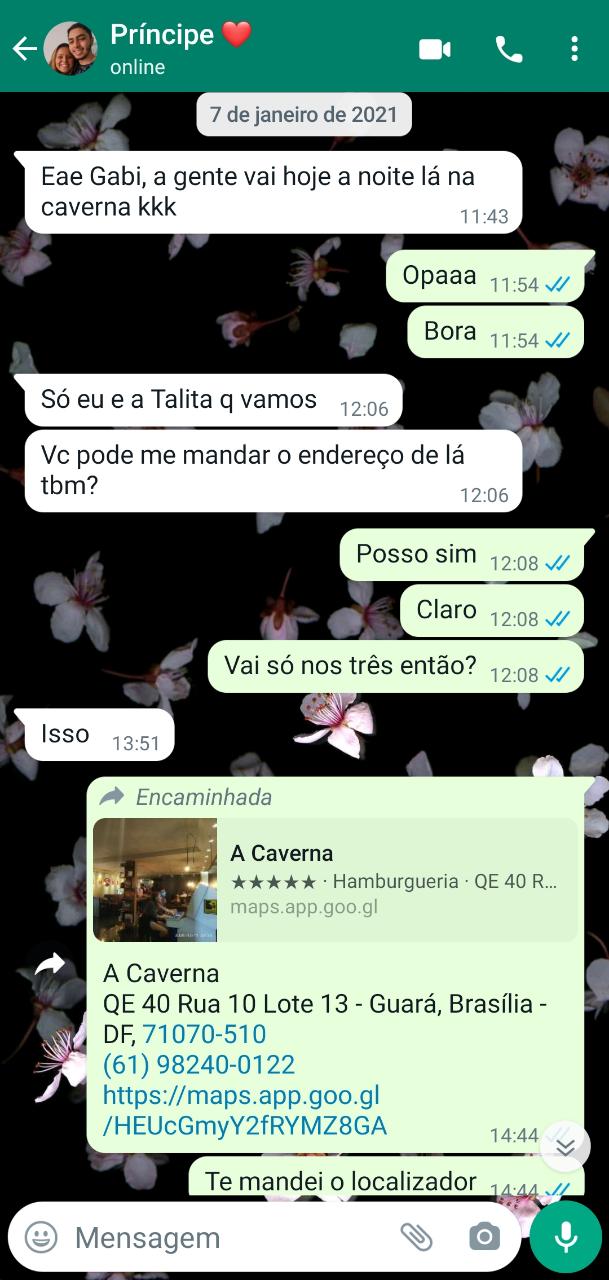 Príncipe ❤️
online
7 de janeiro de 2021
Eae Gabi, a gente vai hoje a noite lá na
caverna kkk
11:43
Opaaa 11:54
Bora 11:54
Só eu e a Talita q vamos 12:06
Vc pode me mandar o endereço de lá
tbm?
12:06
Posso sim 12:08
Claro 12:08
Vai só nos três então? 12:08
Isso 13:51
Encaminhada
A Caverna
★★★★★ · Hamburgueria · QE 40 R...
maps.app.goo.gl
A Caverna
QE 40 Rua 10 Lote 13 - Guará, Brasília -
DF, 71070-510
(61) 98240-0122
https://maps.app.goo.gl
/HEUcGmyY2fRYMZ8GA
14:44
Te mandei o localizador 14:44
Mensagem